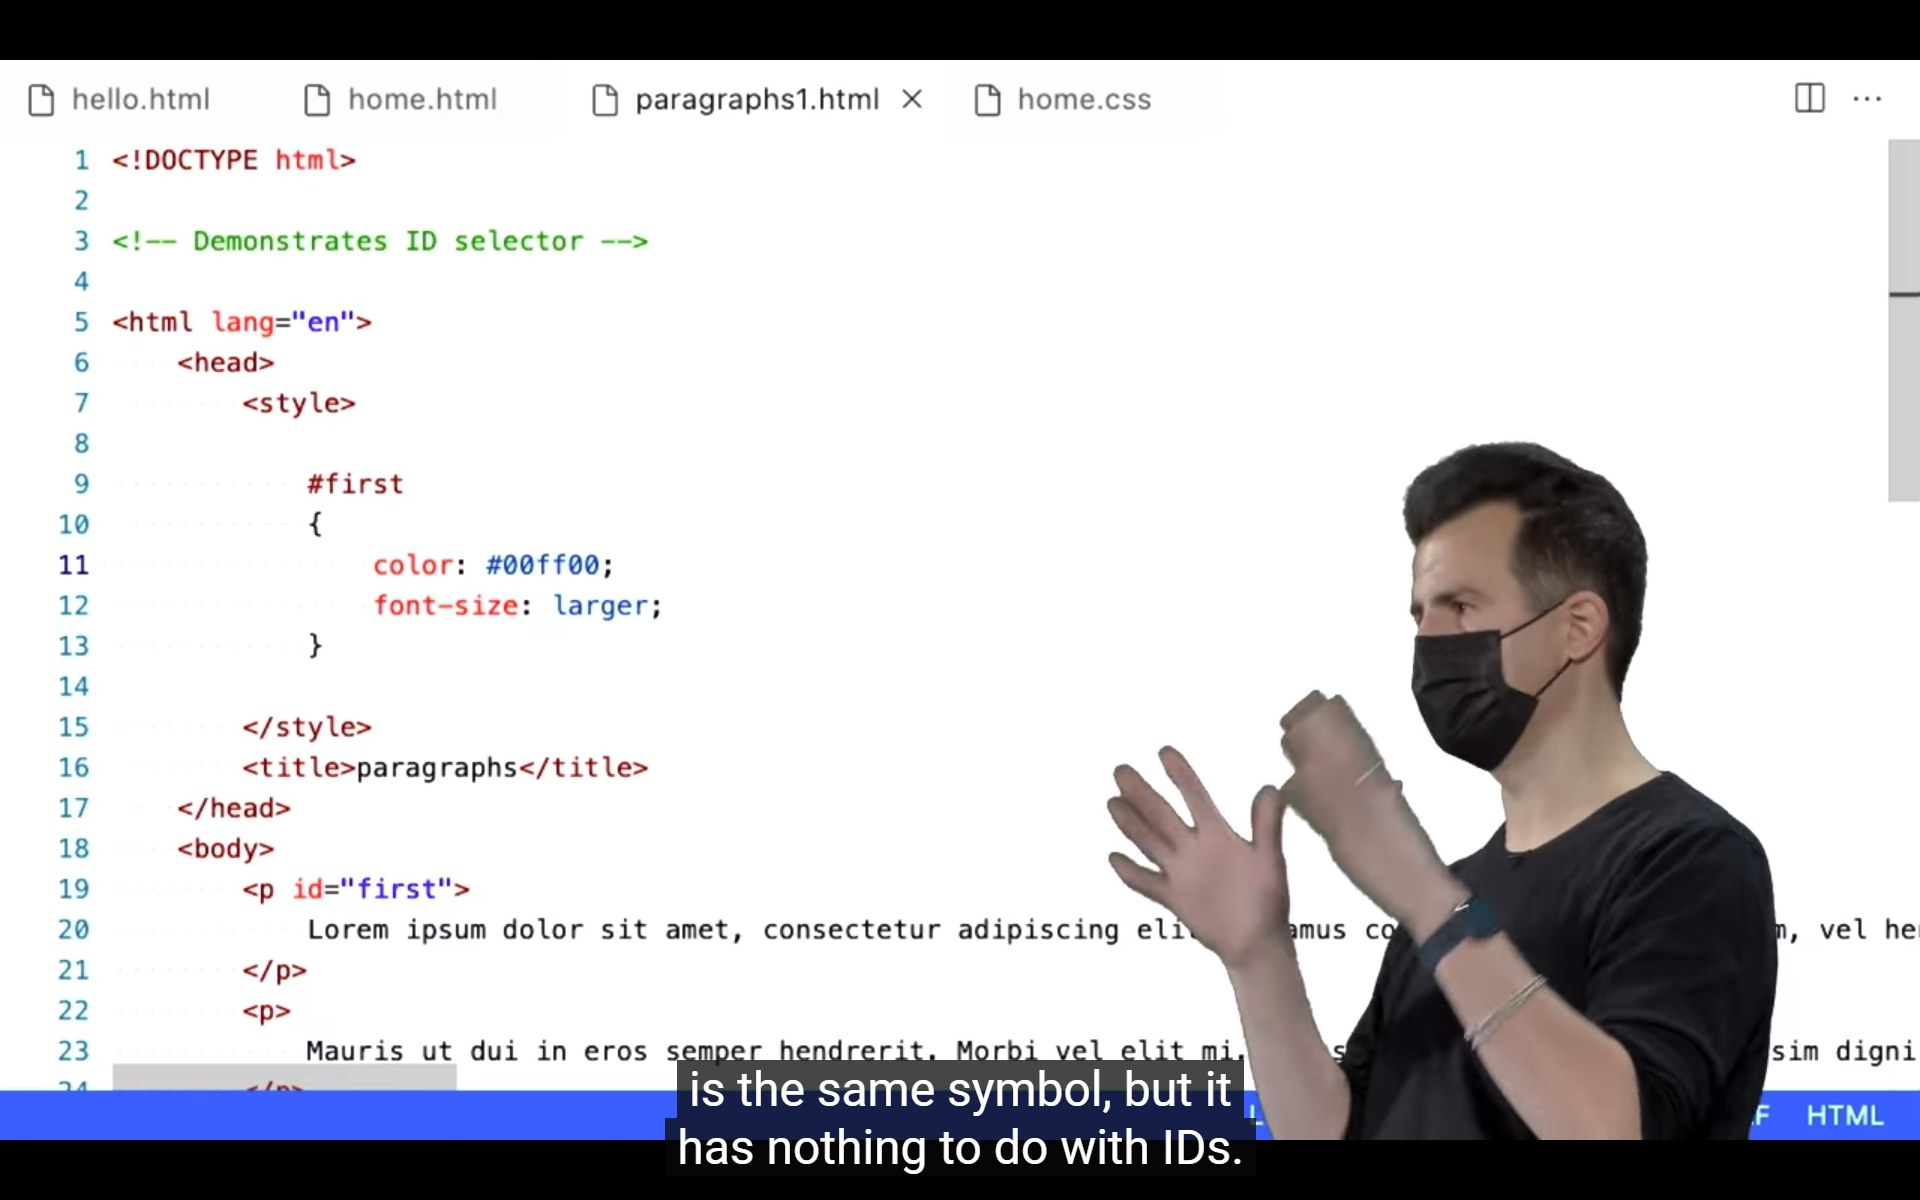 hello.html home.html paragraphs1.html home.css
1 <!DOCTYPE html>
2
3 <!-- Demonstrates ID selector -->
4
5 <html lang="en">
6 <head>
7 <style>
8
9 #first
10 {
11 color: #00ff00;
12 font-size: larger;
13 }
14
15 </style>
16 <title>paragraphs</title>
17 </head>
18 <body>
19 <p id="first">
20 Lorem ipsum dolor sit amet, consectetur adipiscing vel
21 </p>
22 <p>
23 Mauris ut dui in eros semper hendrerit. Morbi vel elit mi,
24 </p>
HTML
is the same symbol, but it
has nothing to do with IDs.